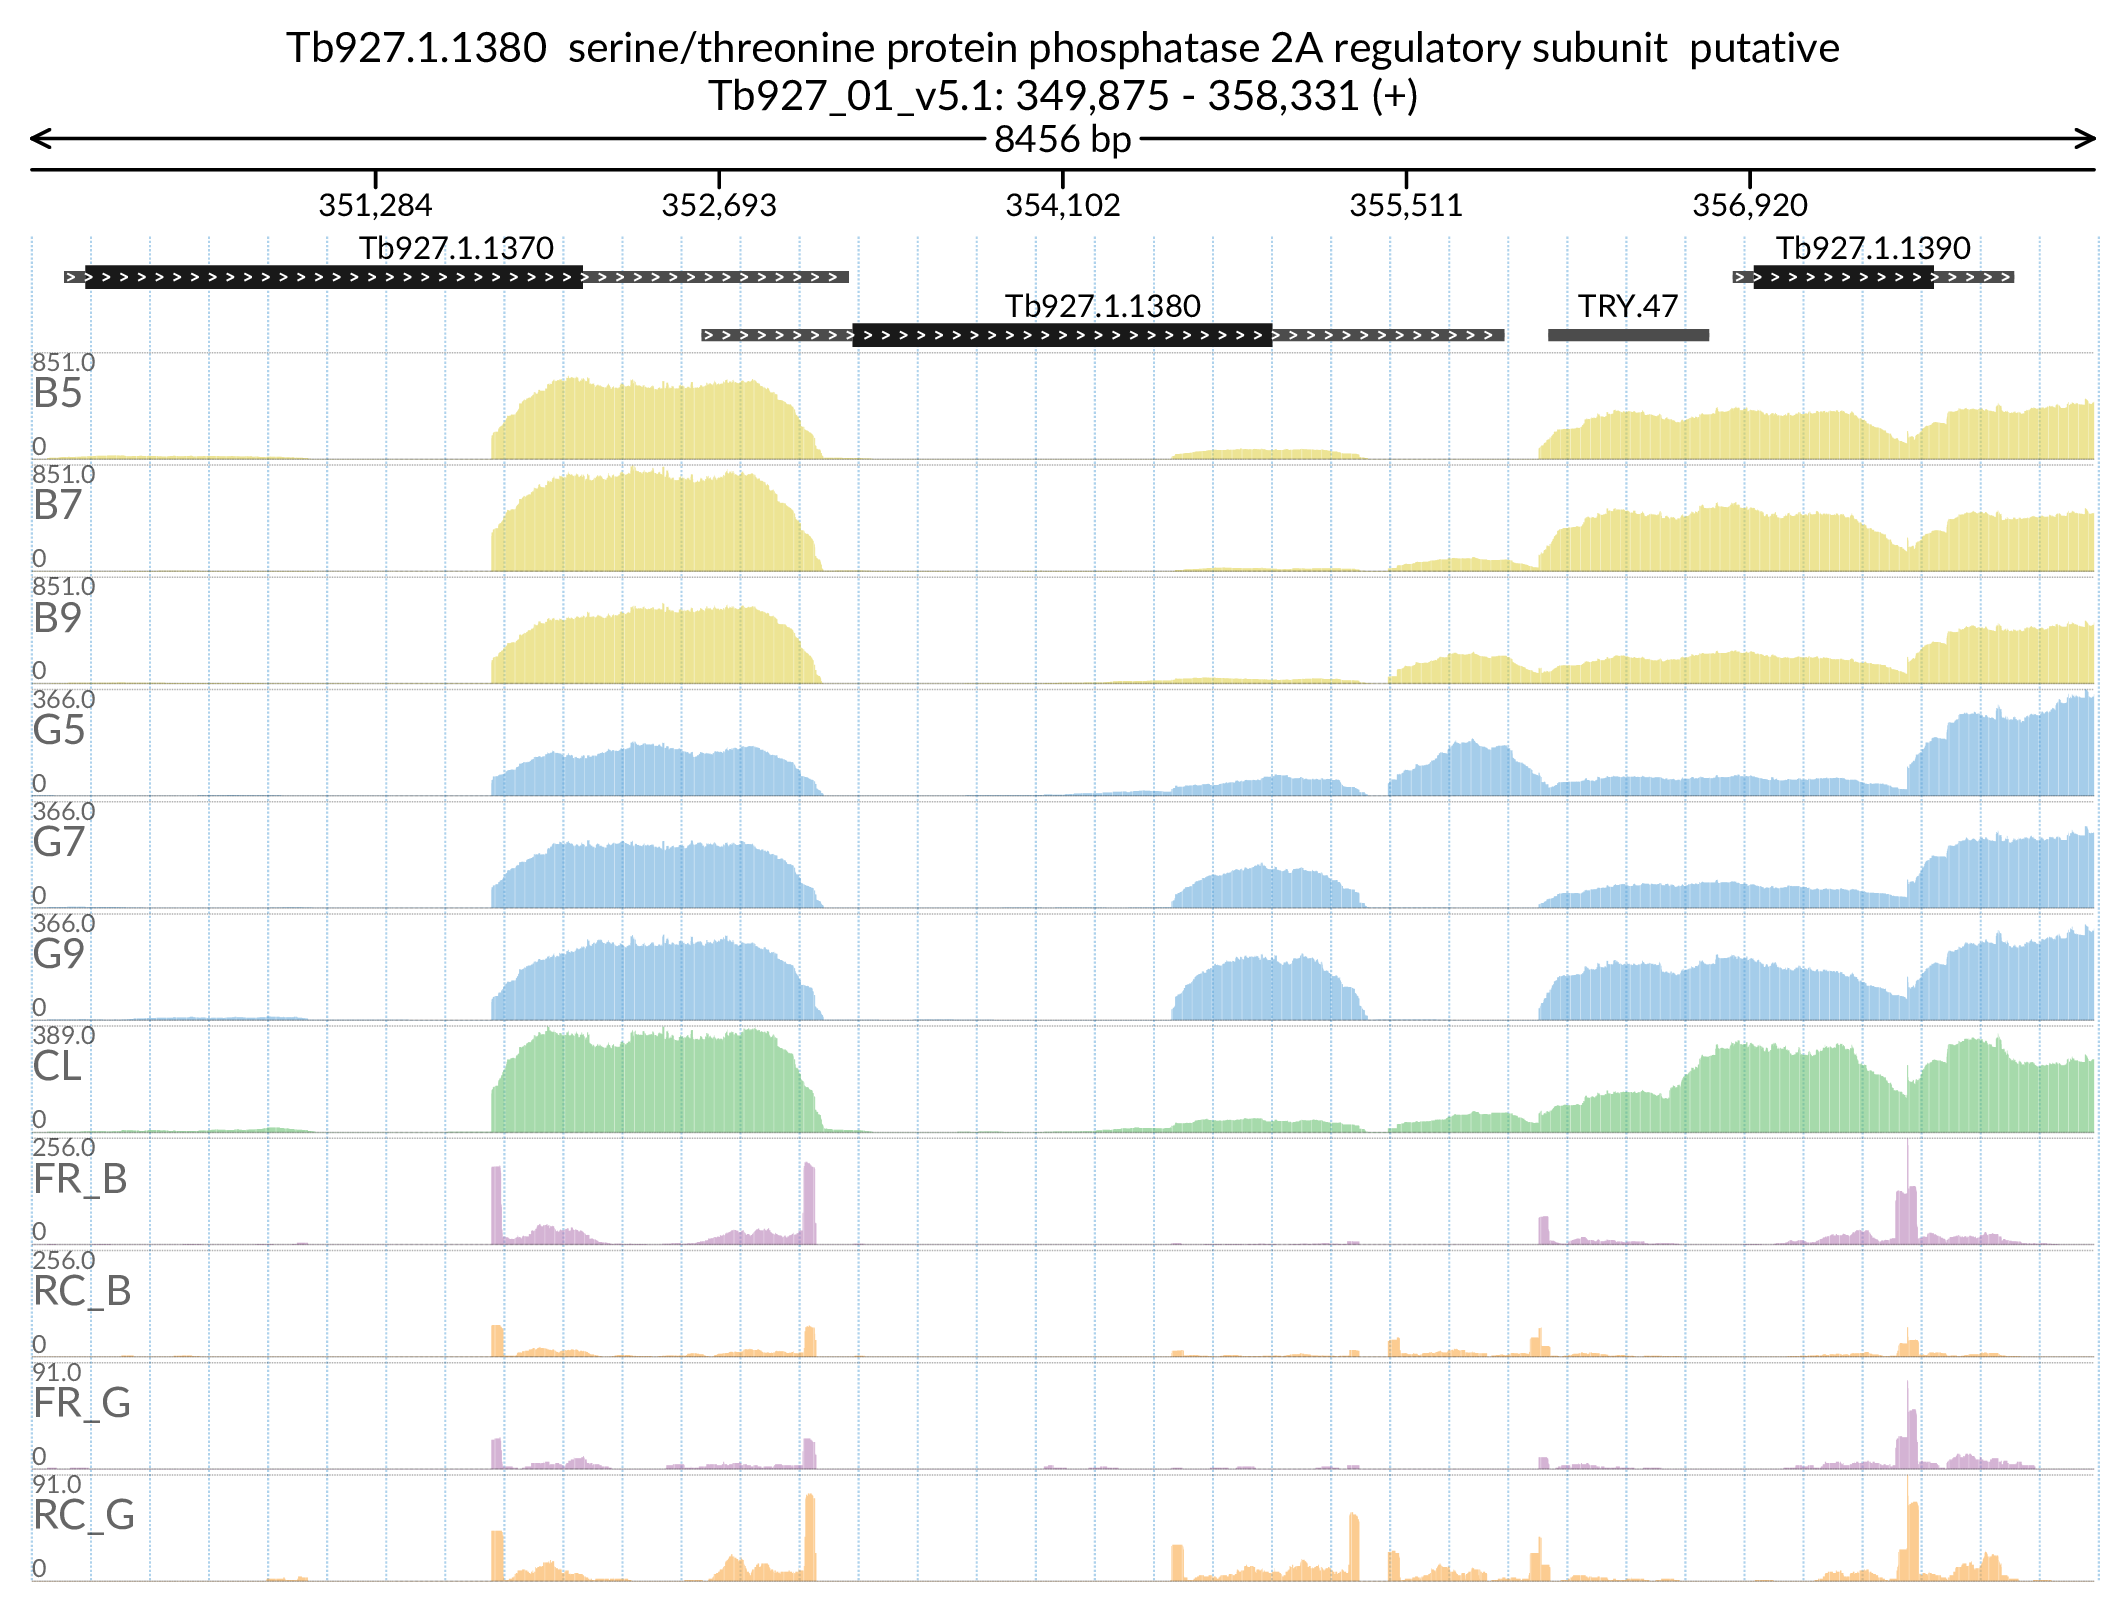 Tb927.1.1380  serine/threonine protein phosphatase 2A regulatory subunit  putative
Tb927_01_v5.1: 349,875 - 358,331 (+)
8456 bp
351,284 352,693 354,102 355,511 356,920
Tb927.1.1370 Tb927.1.1390
Tb927.1.1380 TRY.47
851.0
B5
0
851.0
B7
0
851.0
B9
0
366.0
G5
0
366.0
G7
0
366.0
G9
0
389.0
CL
0
256.0
FR_B
0
256.0
RC_B
0
91.0
FR_G
0
91.0
RC_G
0